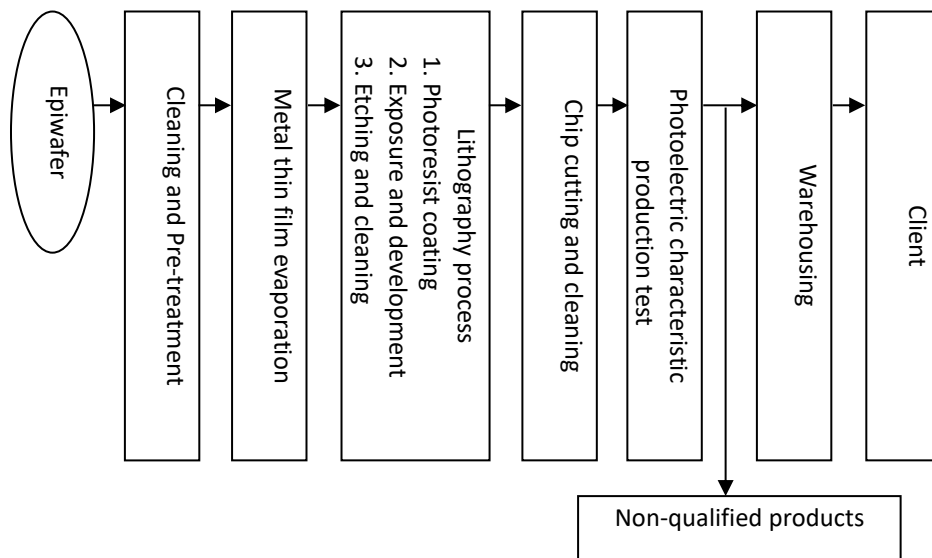 Epiwafer
Cleaning and Pre-treatment
Metal thin film evaporation
Lithography process
1. Photoresist coating
2. Exposure and development
3. Etching and cleaning
Chip cutting and cleaning
Photoelectric characteristic
production test
Warehousing
Client
Non-qualified products